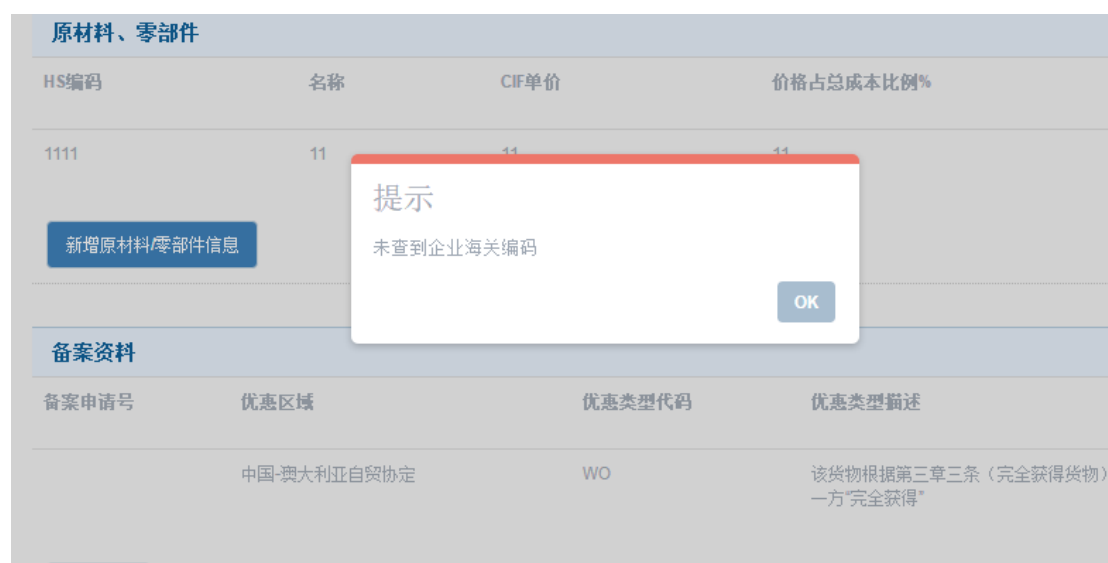 原材料、零部件
HS编码 名称 CIF单价 价格占总成本比例%
1111 11 11 11
提示
新增原材料/零部件信息 未查到企业海关编码
OK
备案资料
备案申请号 优惠区域 优惠类型代码 优惠类型描述
中国-澳大利亚自贸协定 WO 该货物根据第三章三条（完全获得货物）
一方“完全获得”